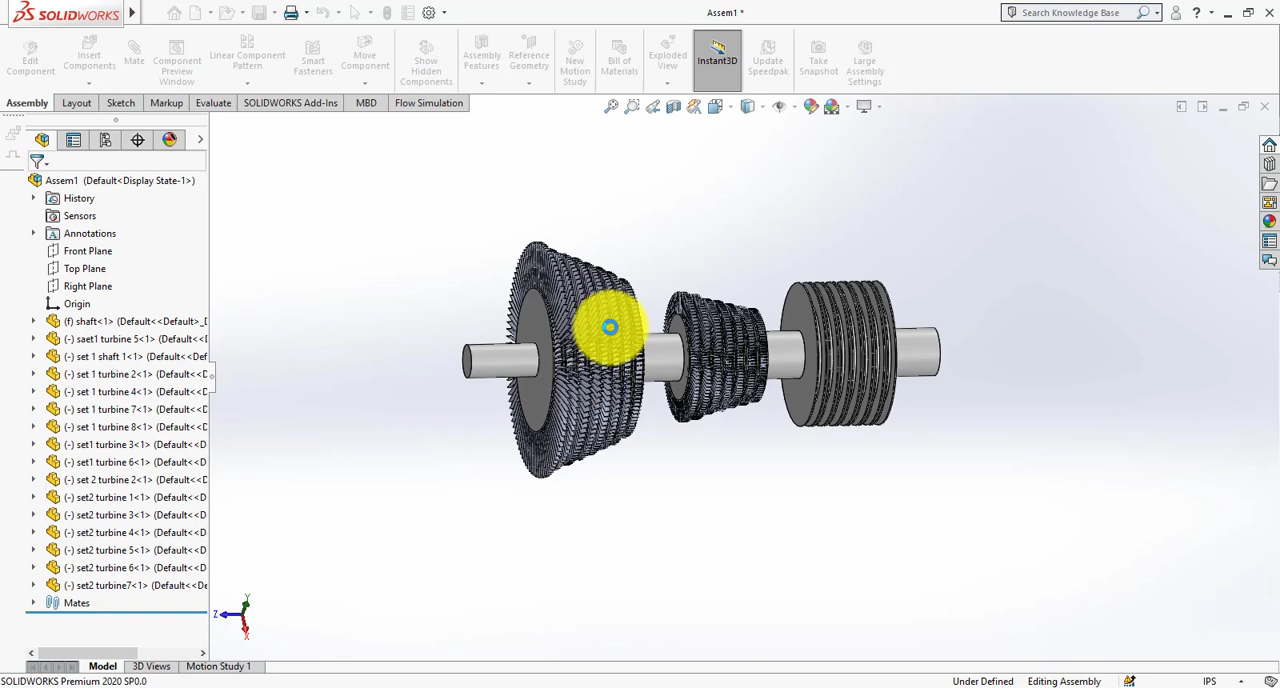 SOLIDWORKS
Assem1 *
Search Knowledge Base
?
Edit Component
Insert Components
Mate
Component Preview Window
Linear Component Pattern
Smart Fasteners
Move Component
Show Hidden Components
Assembly Features
Reference Geometry
New Motion Study
Bill of Materials
Exploded View
Instant3D
Update Speedpak
Take Snapshot
Large Assembly Settings
Assembly
Layout
Sketch
Markup
Evaluate
SOLIDWORKS Add-Ins
MBD
Flow Simulation
Assem1 (Default<Display State-1>)
History
Sensors
Annotations
Front Plane
Top Plane
Right Plane
Origin
(f) shaft<1> (Default<<Default>_D
(-) saet1 turbine 5<1> (Default<<D
(-) set 1 shaft 1<1> (Default<<Def
(-) set 1 turbine 2<1> (Default<<D
(-) set 1 turbine 4<1> (Default<<D
(-) set 1 turbine 7<1> (Default<<D
(-) set 1 turbine 8<1> (Default<<D
(-) set1 turbine 3<1> (Default<<D
(-) set1 turbine 6<1> (Default<<D
(-) set 2 turbine 2<1> (Default<<D
(-) set2 turbine 1<1> (Default<<D
(-) set2 turbine 3<1> (Default<<D
(-) set2 turbine 4<1> (Default<<D
(-) set2 turbine 5<1> (Default<<D
(-) set2 turbine 6<1> (Default<<D
(-) set2 turbine7<1> (Default<<De
Mates
Y
Z
X
Model
3D Views
Motion Study 1
SOLIDWORKS Premium 2020 SP0.0
Under Defined
Editing Assembly
IPS